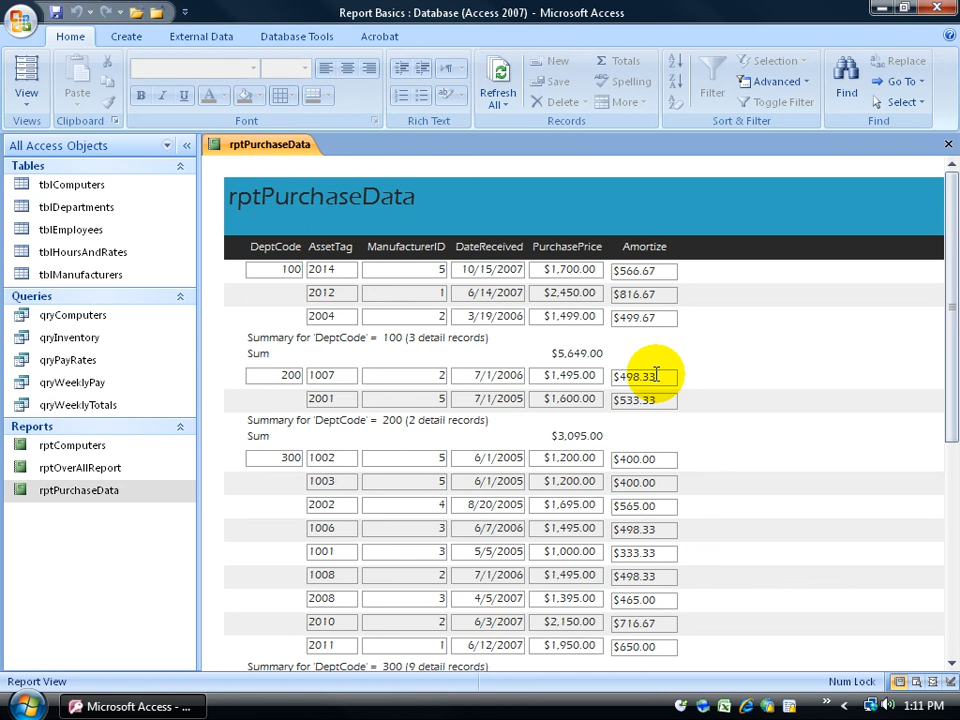 Report Basics : Database (Access 2007) - Microsoft Access
Home Create External Data Database Tools Acrobat
View
Views
Paste
Clipboard
B I U A
Font
Rich Text
Refresh All
New
Save
Delete
Totals
Spelling
More
Records
Filter
Selection
Advanced
Toggle Filter
Sort & Filter
Find
Replace
Go To
Select
Find
All Access Objects
Tables
tblComputers
tblDepartments
tblEmployees
tblHoursAndRates
tblManufacturers
Queries
qryComputers
qryInventory
qryPayRates
qryWeeklyPay
qryWeeklyTotals
Reports
rptComputers
rptOverAllReport
rptPurchaseData
rptPurchaseData
rptPurchaseData
DeptCode AssetTag ManufacturerID DateReceived PurchasePrice Amortize
100 2014 5 10/15/2007 $1,700.00 $566.67
2012 1 6/14/2007 $2,450.00 $816.67
2004 2 3/19/2006 $1,499.00 $499.67
Summary for 'DeptCode' = 100 (3 detail records)
Sum $5,649.00
200 1007 2 7/1/2006 $1,495.00 $498.33
2001 5 7/1/2005 $1,600.00 $533.33
Summary for 'DeptCode' = 200 (2 detail records)
Sum $3,095.00
300 1002 5 6/1/2005 $1,200.00 $400.00
1003 5 6/1/2005 $1,200.00 $400.00
2002 4 8/20/2005 $1,695.00 $565.00
1006 3 6/7/2006 $1,495.00 $498.33
1001 3 5/5/2005 $1,000.00 $333.33
1008 2 7/1/2006 $1,495.00 $498.33
2008 3 4/5/2007 $1,395.00 $465.00
2010 2 6/3/2007 $2,150.00 $716.67
2011 1 6/12/2007 $1,950.00 $650.00
Summary for 'DeptCode' = 300 (9 detail records)
Report View
Num Lock
Microsoft Access - ...
1:11 PM